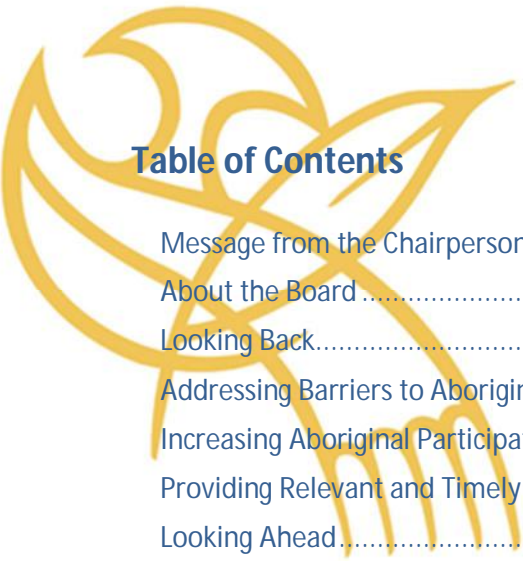 Table of Contents
Message from the Chairperson
About the Board.....................
Looking Back...........................
Addressing Barriers to
Increasing Aboriginal
Providing Relevant and Timely
Looking Ahead........................